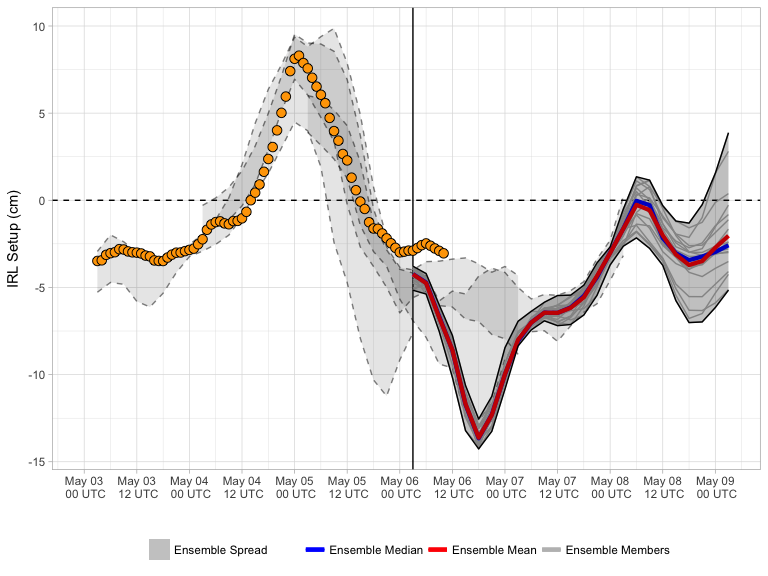 10
5
0
-5
-10
-15
IRL Setup (cm)
May 03 May 03 May 04 May 04 May 05 May 05 May 06 May 06 May 07 May 07 May 08 May 08 May 09
00 UTC 12 UTC 00 UTC 12 UTC 00 UTC 12 UTC 00 UTC 12 UTC 00 UTC 12 UTC 00 UTC 12 UTC 00 UTC
Ensemble Spread Ensemble Median Ensemble Mean Ensemble Members